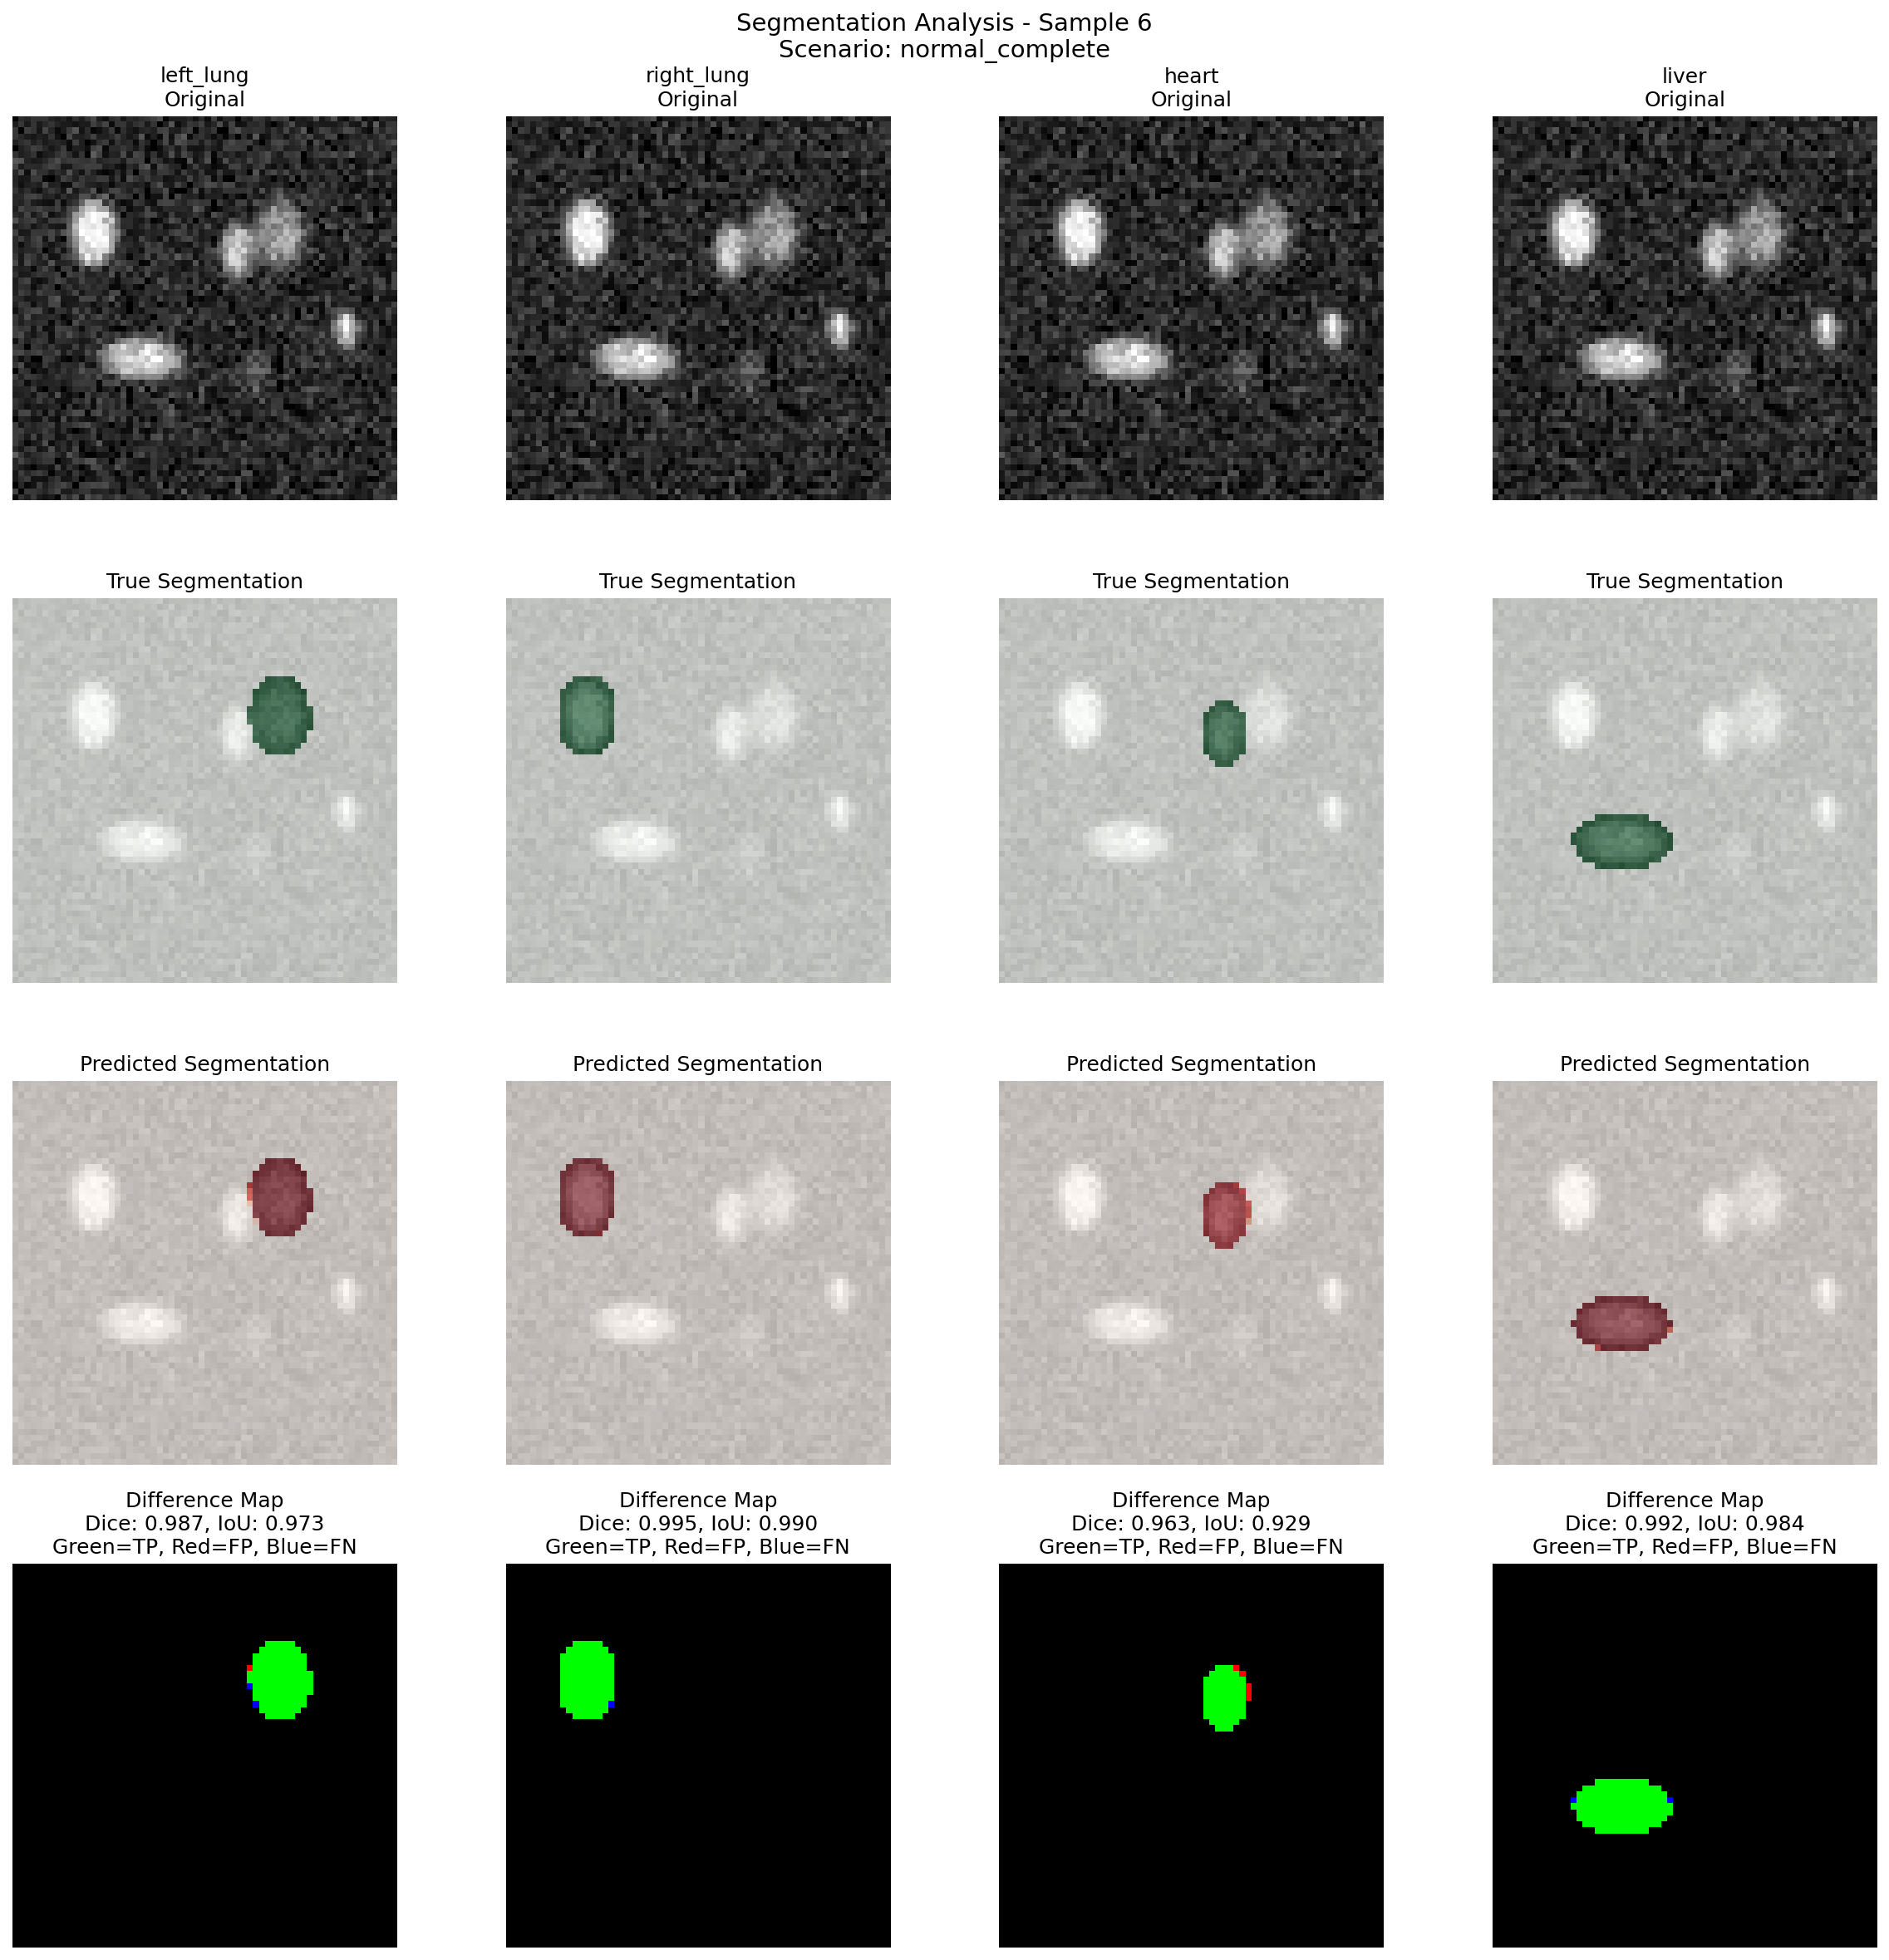 Segmentation Analysis - Sample 6
Scenario: normal_complete
left_lung
Original
right_lung
Original
heart
Original
liver
Original
True Segmentation
True Segmentation
True Segmentation
True Segmentation
Predicted Segmentation
Predicted Segmentation
Predicted Segmentation
Predicted Segmentation
Difference Map
Dice: 0.987, IoU: 0.973
Green=TP, Red=FP, Blue=FN
Difference Map
Dice: 0.995, IoU: 0.990
Green=TP, Red=FP, Blue=FN
Difference Map
Dice: 0.963, IoU: 0.929
Green=TP, Red=FP, Blue=FN
Difference Map
Dice: 0.992, IoU: 0.984
Green=TP, Red=FP, Blue=FN